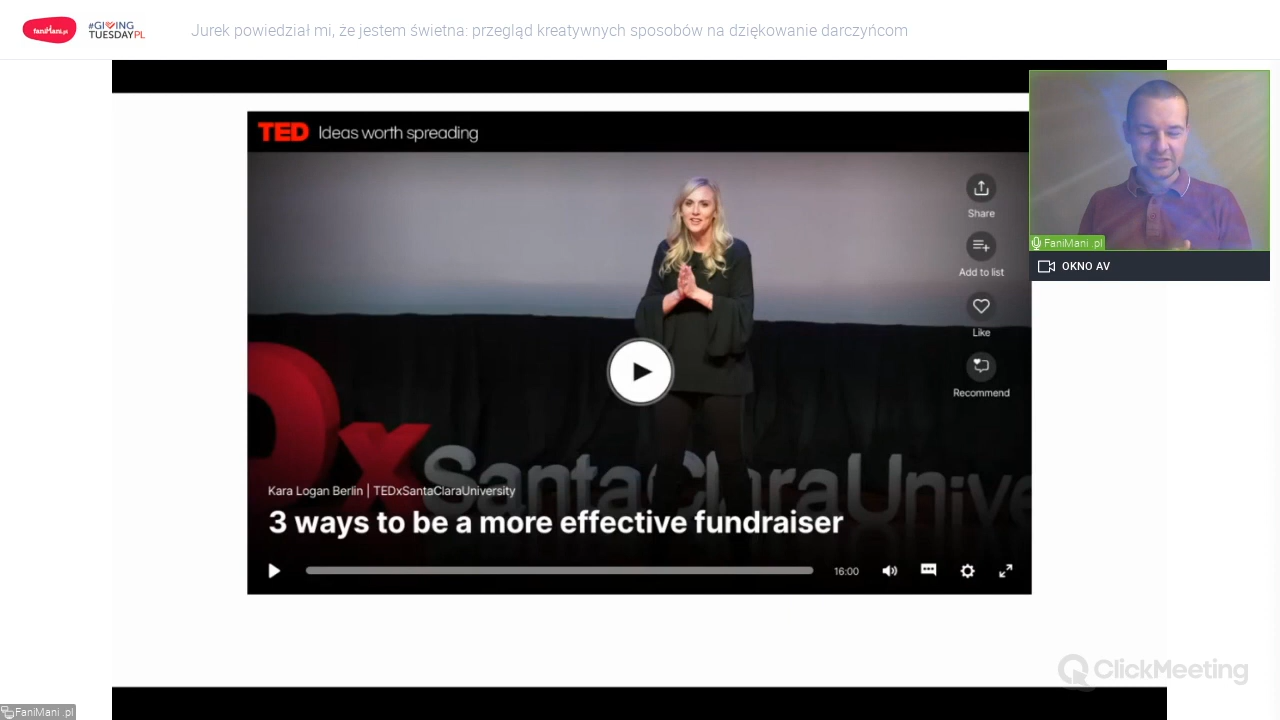 faniMani.pl
#GIVING
TUESDAYPL
Jurek powiedział mi, że jestem świetna: przegląd kreatywnych sposobów na dziękowanie darczyńcom
TED Ideas worth spreading
Share
Add to list
Like
Recommend
FaniMani .pl
OKNO AV
Dx SantaClaraUnive
Kara Logan Berlin | TEDxSantaClaraUniversity
3 ways to be a more effective fundraiser
16:00
ClickMeeting
FaniMani .pl